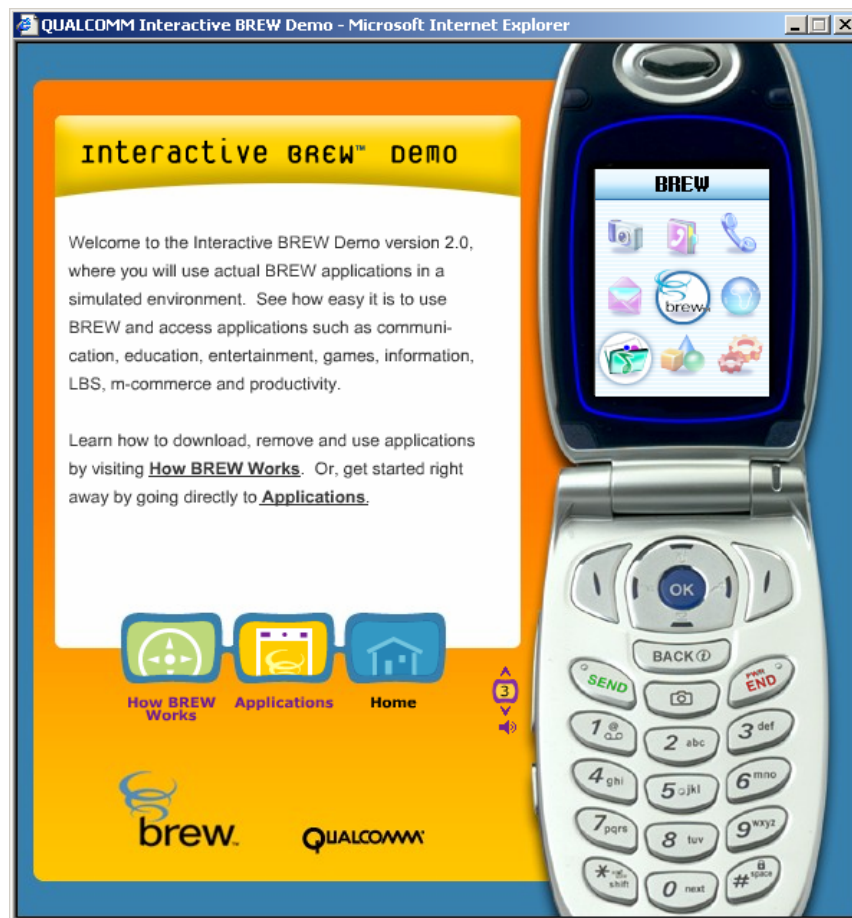 QUALCOMM Interactive BREW Demo - Microsoft Internet Explorer
Interactive BREW™ Demo
Welcome to the Interactive BREW Demo version 2.0,
where you will use actual BREW applications in a
simulated environment.  See how easy it is to use
BREW and access applications such as communi-
cation, education, entertainment, games, information,
LBS, m-commerce and productivity.
Learn how to download, remove and use applications
by visiting How BREW Works.  Or, get started right
away by going directly to Applications.
How BREW
Works
Applications
Home
3
brew™
QUALCOMM
BREW
brew
OK
BACK
SEND
PWR
END
1 @
2 abc
3 def
4 ghi
5 jkl
6 mno
7 pqrs
8 tuv
9 wxyz
* shift
0 next
# space